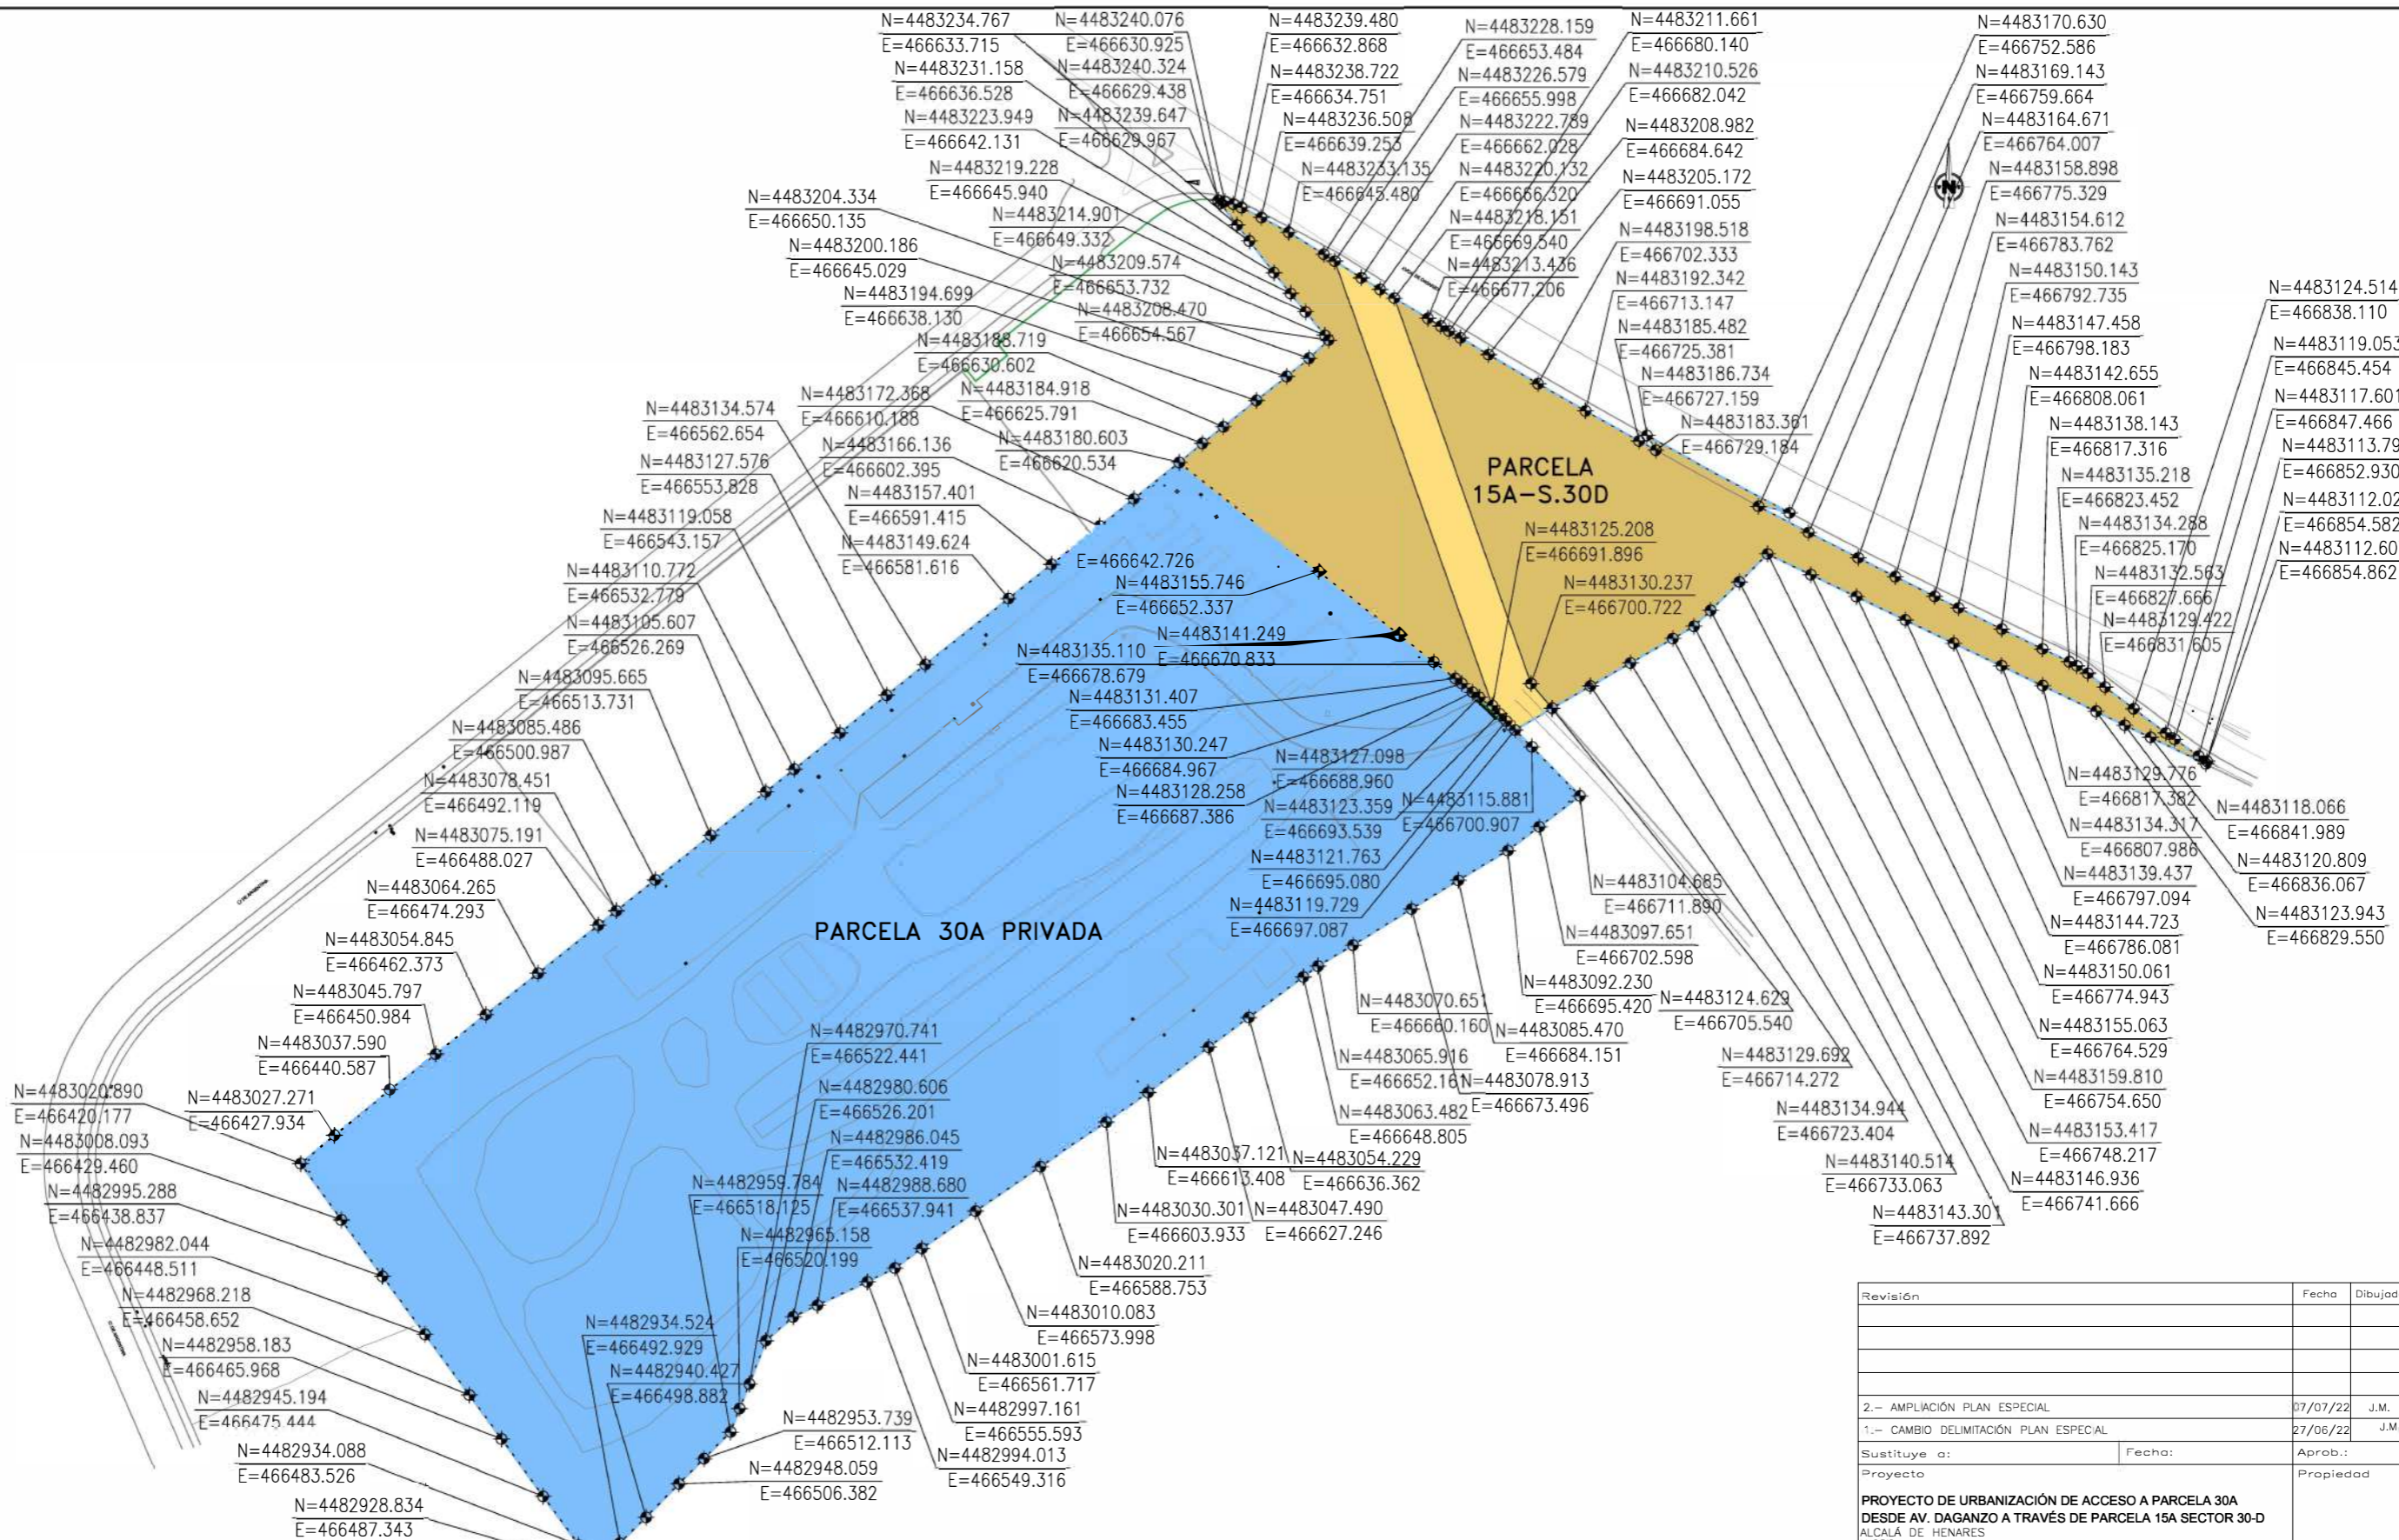 N=4483234.767
E=466633.715
N=4483231.158
E=466636.528
N=4483223.949
E=466642.131
N=4483219.228
E=466645.940
N=4483214.901
E=466649.332
N=4483209.574
E=466653.732
N=4483208.470
E=466654.567
N=4483240.076
E=466630.925
N=4483240.324
E=466629.438
N=4483239.647
E=466629.967
N=4483239.480
E=466632.868
N=4483238.722
E=466634.751
N=4483236.508
E=466639.253
N=4483233.135
E=466645.480
N=4483228.159
E=466653.484
N=4483226.579
E=466655.998
N=4483222.789
E=466662.028
N=4483220.132
E=466666.320
N=4483218.151
E=466669.540
N=4483213.436
E=466677.206
N=4483211.661
E=466680.140
N=4483210.526
E=466682.042
N=4483208.982
E=466684.642
N=4483205.172
E=466691.055
N=4483198.518
E=466702.333
N=4483192.342
E=466713.147
N=4483185.482
E=466725.381
N=4483186.734
E=466727.159
N=4483183.361
E=466729.184
N=4483170.630
E=466752.586
N=4483169.143
E=466759.664
N=4483164.671
E=466764.007
N=4483158.898
E=466775.329
N=4483154.612
E=466783.762
N=4483150.143
E=466792.735
N=4483147.458
E=466798.183
N=4483142.655
E=466808.061
N=4483138.143
E=466817.316
N=4483135.218
E=466823.452
N=4483134.288
E=466825.170
N=4483132.563
E=466827.666
N=4483129.422
E=466831.605
N=4483124.514
E=466838.110
N=4483119.053
E=466845.454
N=4483117.601
E=466847.466
N=4483113.79
E=466852.930
N=4483112.02
E=466854.582
N=4483112.60
E=466854.862
N
N=4483204.334
E=466650.135
N=4483200.186
E=466645.029
N=4483194.699
E=466638.130
N=4483188.719
E=466630.602
N=4483184.918
E=466625.791
N=4483180.603
E=466620.534
N=4483172.368
E=466610.188
N=4483166.136
E=466602.395
N=4483157.401
E=466591.415
N=4483149.624
E=466581.616
N=4483134.574
E=466562.654
N=4483127.576
E=466553.828
N=4483119.058
E=466543.157
N=4483110.772
E=466532.779
N=4483105.607
E=466526.269
N=4483095.665
E=466513.731
N=4483085.486
E=466500.987
N=4483078.451
E=466492.119
N=4483075.191
E=466488.027
N=4483064.265
E=466474.293
N=4483054.845
E=466462.373
N=4483045.797
E=466450.984
N=4483037.590
E=466440.587
N=4483027.271
E=466427.934
N=4483020.890
E=466420.177
N=4483008.093
E=466429.460
N=4482995.288
E=466438.837
N=4482982.044
E=466448.511
N=4482968.218
E=466458.652
N=4482958.183
E=466465.968
N=4482945.194
E=466475.444
N=4482934.088
E=466483.526
N=4482928.834
E=466487.343
PARCELA
15A-S.30D
N=4483125.208
E=466691.896
N=4483130.237
E=466700.722
E=466642.726
N=4483155.746
E=466652.337
N=4483141.249
E=466670.833
N=4483135.110
E=466678.679
N=4483131.407
E=466683.455
N=4483130.247
E=466684.967
N=4483128.258
E=466687.386
N=4483127.098
E=466688.960
N=4483123.359
E=466693.539
N=4483115.881
E=466700.907
N=4483121.763
E=466695.080
N=4483119.729
E=466697.087
PARCELA 30A PRIVADA
N=4483104.685
E=466711.890
N=4483097.651
E=466702.598
N=4483092.230
E=466695.420
N=4483085.470
E=466684.151
N=4483078.913
E=466673.496
N=4483070.651
E=466660.160
N=4483065.916
E=466652.161
N=4483063.482
E=466648.805
N=4483054.229
E=466636.362
N=4483047.490
E=466627.246
N=4483037.121
E=466613.408
N=4483030.301
E=466603.933
N=4483020.211
E=466588.753
N=4483010.083
E=466573.998
N=4483001.615
E=466561.717
N=4482997.161
E=466555.593
N=4482994.013
E=466549.316
N=4482970.741
E=466522.441
N=4482980.606
E=466526.201
N=4482986.045
E=466532.419
N=4482988.680
E=466537.941
N=4482959.784
E=466518.125
N=4482965.158
E=466520.199
N=4482934.524
E=466492.929
N=4482940.427
E=466498.882
N=4482953.739
E=466512.113
N=4482948.059
E=466506.382
N=4483124.629
E=466705.540
N=4483129.692
E=466714.272
N=4483134.944
E=466723.404
N=4483140.514
E=466733.063
N=4483143.301
E=466737.892
N=4483146.936
E=466741.666
N=4483153.417
E=466748.217
N=4483159.810
E=466754.650
N=4483155.063
E=466764.529
N=4483150.061
E=466774.943
N=4483144.723
E=466786.081
N=4483139.437
E=466797.094
N=4483134.317
E=466807.986
N=4483129.776
E=466817.382
N=4483118.066
E=466841.989
N=4483120.809
E=466836.067
N=4483123.943
E=466829.550
Revisión Fecha Dibujad
2.- AMPLIACIÓN PLAN ESPECIAL 07/07/22 J.M.
1.- CAMBIO DELIMITACIÓN PLAN ESPECIAL 27/06/22 J.M
Sustituye a: Fecha: Aprob.:
Proyecto Propiedad
PROYECTO DE URBANIZACIÓN DE ACCESO A PARCELA 30A
DESDE AV. DAGANZO A TRAVÉS DE PARCELA 15A SECTOR 30-D
ALCALÁ DE HENARES